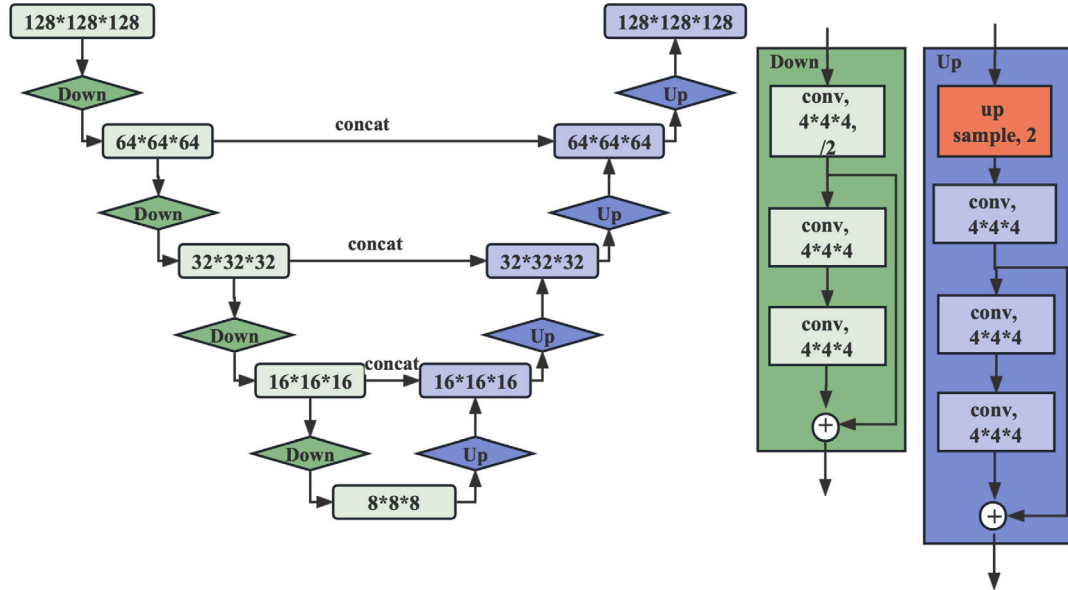 128*128*128
128*128*128
Down
Up
64*64*64
concat
64*64*64
Down
Up
32*32*32
concat
32*32*32
Down
Up
16*16*16
concat
16*16*16
Down
Up
8*8*8
Down
conv,
4*4*4,
/2
conv,
4*4*4
conv,
4*4*4
Up
up
sample, 2
conv,
4*4*4
conv,
4*4*4
conv,
4*4*4